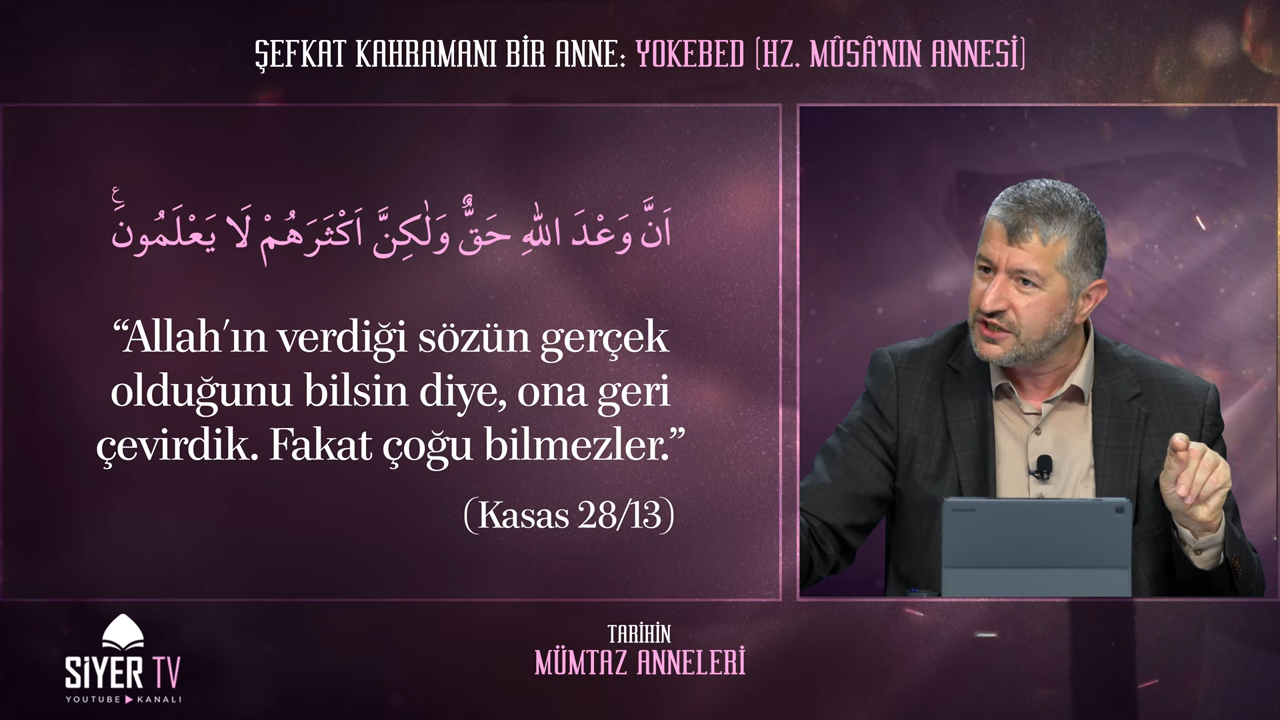 ŞEFKAT KAHRAMANI BİR ANNE: YOKEBED (HZ. MÛSÂ'NIN ANNESİ)
اَنَّ وَعْدَ اللّٰهِ حَقٌّ وَلٰكِنَّ اَكْثَرَهُمْ لَا يَعْلَمُونَ۟
“Allah'ın verdiği sözün gerçek
olduğunu bilsin diye, ona geri
çevirdik. Fakat çoğu bilmezler.”
(Kasas 28/13)
SAMSUNG
TARİHİN
MÜMTAZ ANNELERİ
SİYER TV
YOUTUBE KANALI